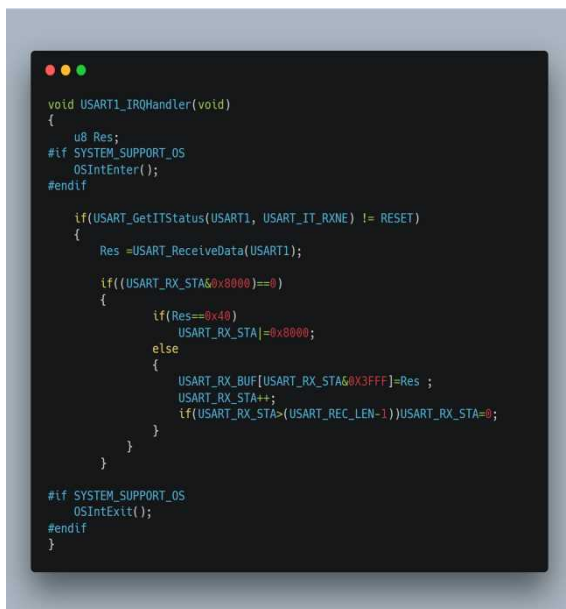 void USART1_IRQHandler(void)
{
    u8 Res;
#if SYSTEM_SUPPORT_OS
    OSIntEnter();
#endif

    if(USART_GetITStatus(USART1, USART_IT_RXNE) != RESET)
    {
        Res =USART_ReceiveData(USART1);

        if((USART_RX_STA&0x8000)==0)
        {
                if(Res==0x40)
                    USART_RX_STA|=0x8000;
                else
                {
                    USART_RX_BUF[USART_RX_STA&0X3FFF]=Res ;
                    USART_RX_STA++;
                    if(USART_RX_STA>(USART_REC_LEN-1))USART_RX_STA=0;
                }
            }
        }

#if SYSTEM_SUPPORT_OS
    OSIntExit();
#endif
}